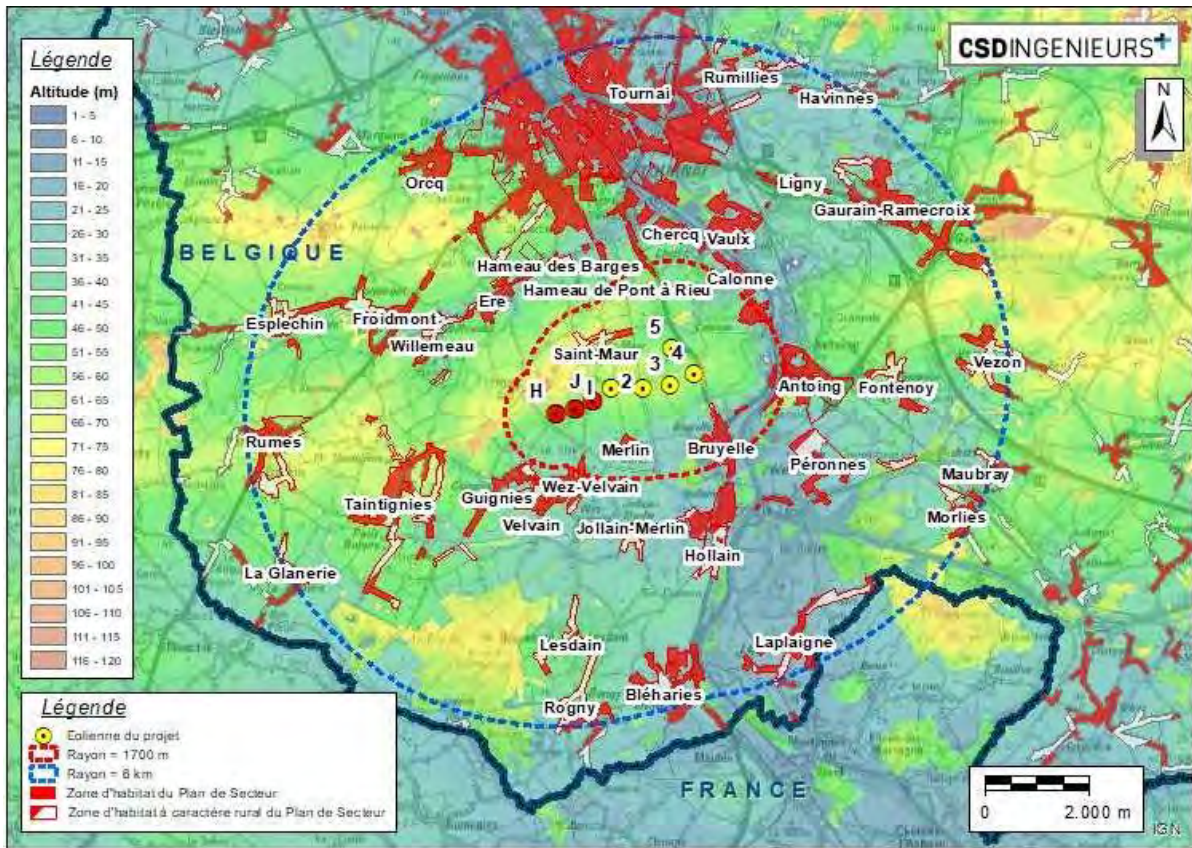 Légende
Altitude (m)
1 - 5
6 - 10
11 - 15
16 - 20
21 - 25
26 - 30
31 - 35
36 - 40
41 - 45
46 - 50
51 - 55
56 - 60
61 - 65
66 - 70
71 - 75
76 - 80
81 - 85
86 - 90
91 - 95
96 - 100
101 - 105
106 - 110
111 - 115
116 - 120
CSDINGENIEURS+
N
Rumillies
Tournai
Havinnes
Orcq
Ligny
Gaurain-Ramecroix
Chercq
Vaulx
BELGIQUE
Hameau des Barges
Calonne
Hameau de Pont à Rieu
Ere
Esplechin
Froidmont
Willemeau
5
Saint-Maur
4
3
Vezon
H
J
I
2
Antoing
Fontenoy
Rumes
Merlin
Bruyelle
Péronnes
Maubray
Guignies
Wez-Velvain
Taintignies
Velvain
Jollain-Merlin
Morlies
Hollain
La Glanerie
Lesdain
Laplaigne
Bléharies
Rogny
FRANCE
Légende
Eolienne du projet
Rayon = 1700 m
Rayon = 6 km
Zone d'habitat du Plan de Secteur
Zone d'habitat à caractère rural du Plan de Secteur
0
2.000 m
IGN